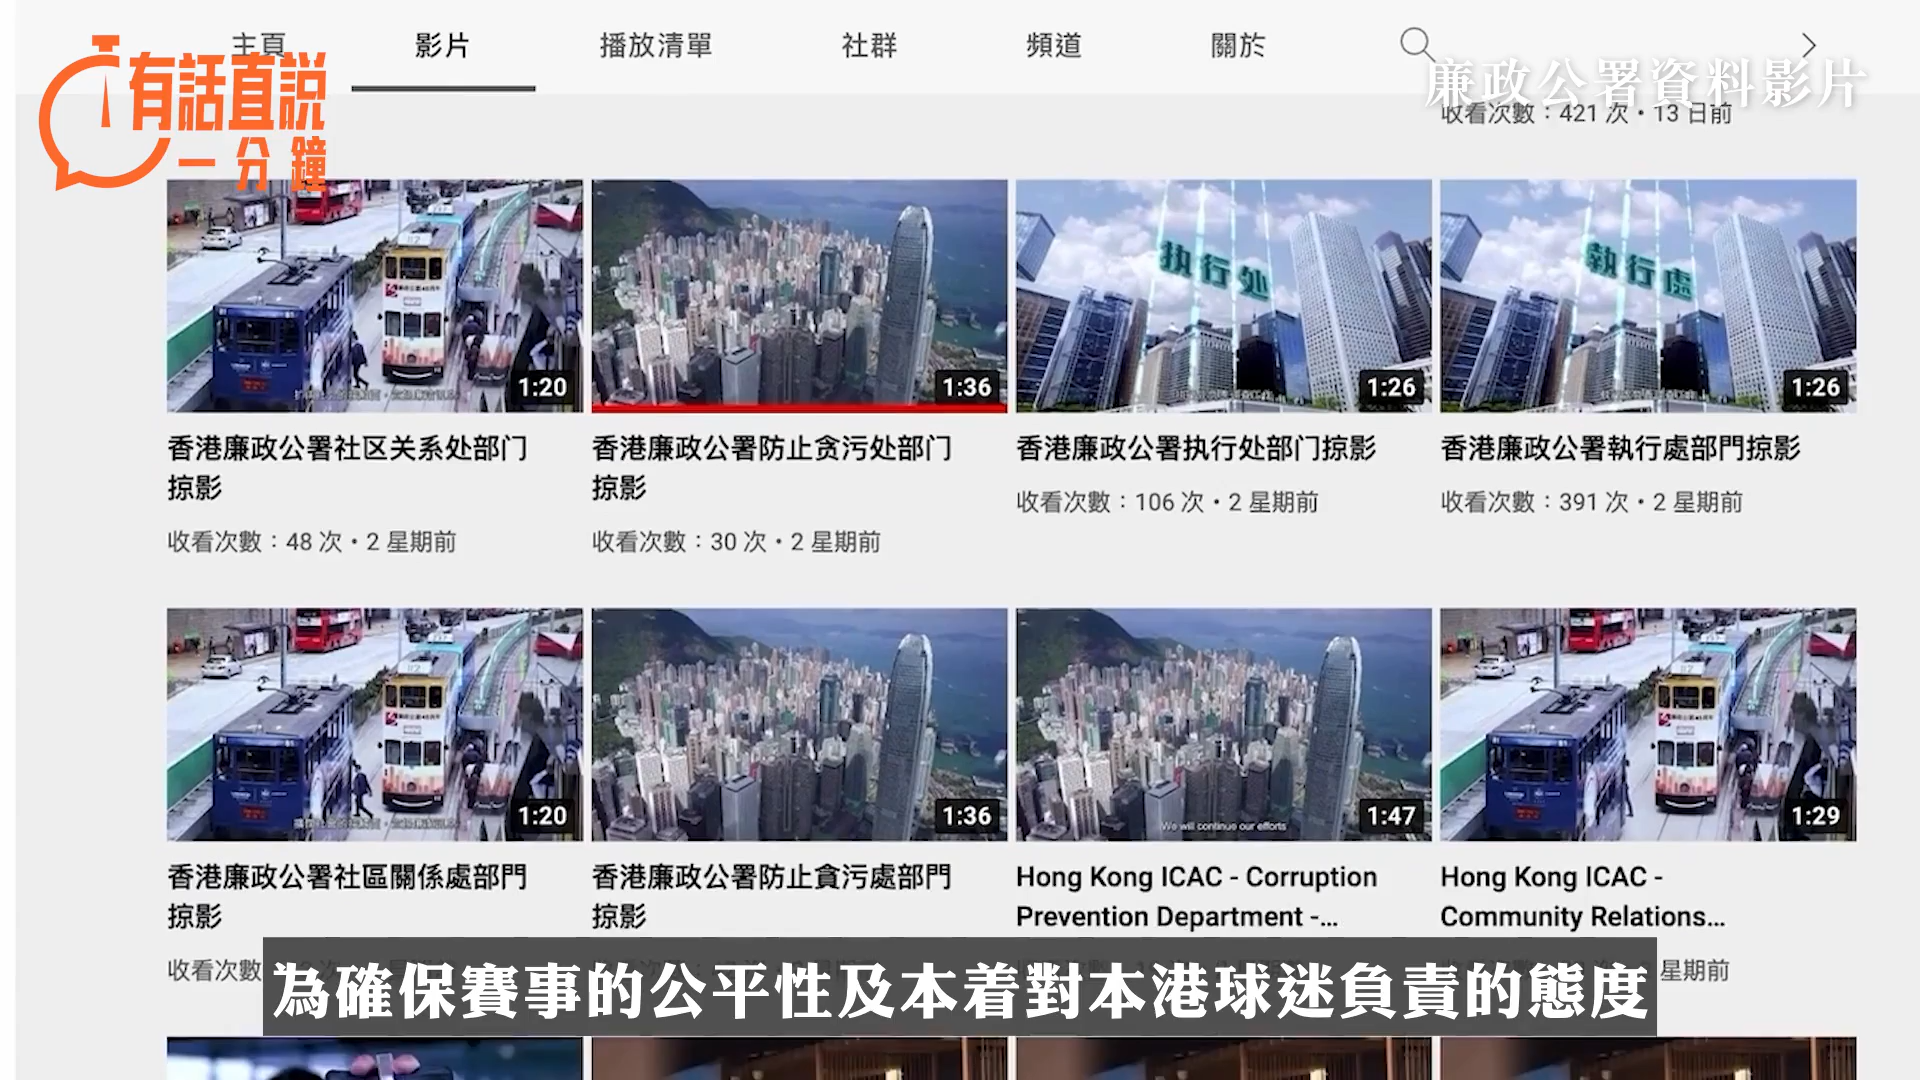 主頁
影片
播放清單
社群
頻道
關於
有話直説
一分鐘
廉政公署資料影片
收看次數：421 次・13 日前
执行处
執行處
1:20
1:36
1:26
1:26
香港廉政公署社区关系处部门
掠影
收看次數：48 次・2 星期前
香港廉政公署防止贪污处部门
掠影
收看次數：30 次・2 星期前
香港廉政公署执行处部门掠影
收看次數：106 次・2 星期前
香港廉政公署執行處部門掠影
收看次數：391 次・2 星期前
We will continue our efforts
1:20
1:36
1:47
1:29
香港廉政公署社區關係處部門
掠影
收看次數
香港廉政公署防止貪污處部門
掠影
Hong Kong ICAC - Corruption
Prevention Department -...
Hong Kong ICAC -
Community Relations...
星期前
為確保賽事的公平性及本着對本港球迷負責的態度